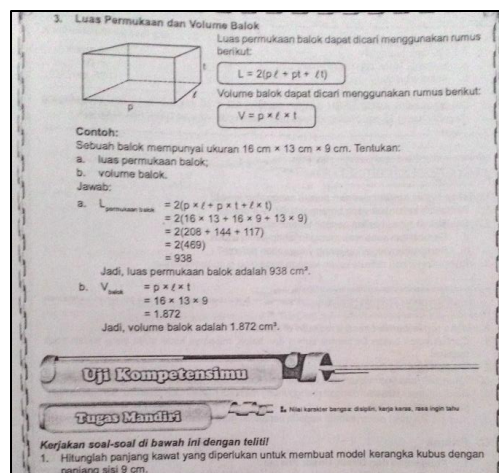 3. Luas Permukaan dan Volume Balok
Luas permukaan balok dapat dicari menggunakan rumus
berikut:
t
L = 2(pℓ + pt + ℓt)
ℓ
Volume balok dapat dicari menggunakan rumus berikut:
p
V = p × ℓ × t
Contoh:
Sebuah balok mempunyai ukuran 16 cm × 13 cm × 9 cm. Tentukan:
a. luas permukaan balok;
b. volume balok.
Jawab:
a. L permukaan balok = 2(p × ℓ + p × t + ℓ × t)
= 2(16 × 13 + 16 × 9 + 13 × 9)
= 2(208 + 144 + 117)
= 2(469)
= 938
Jadi, luas permukaan balok adalah 938 cm².
b. V balok = p × ℓ × t
= 16 × 13 × 9
= 1.872
Jadi, volume balok adalah 1.872 cm³.
Uji Kompetensimu
Tugas Mandiri
Nilai karakter bangsa: disiplin, kerja keras, rasa ingin tahu
Kerjakan soal-soal di bawah ini dengan teliti!
1. Hitunglah panjang kawat yang diperlukan untuk membuat model kerangka kubus dengan
panjang sisi 9 cm.